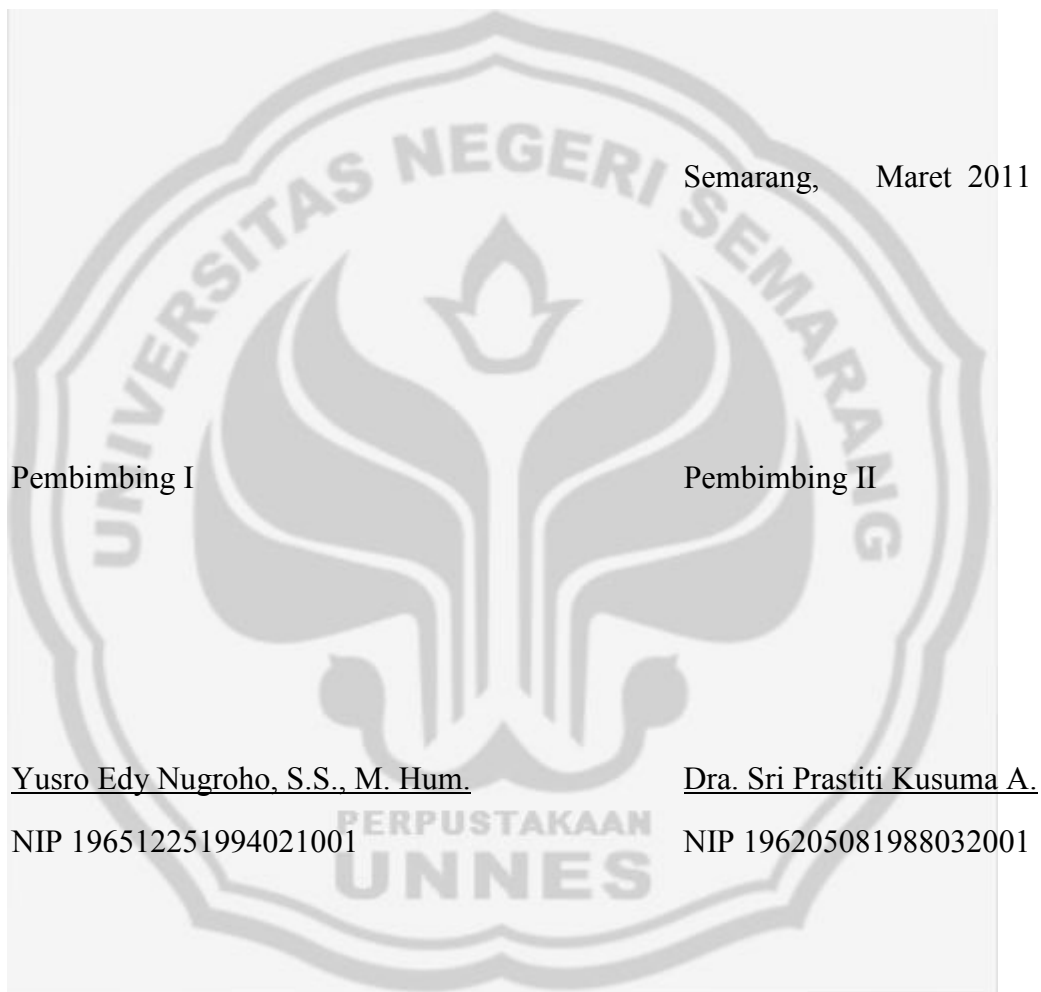 UNIVERSITAS NEGERI SEMARANG
Semarang, Maret 2011
Pembimbing I Pembimbing II
Yusro Edy Nugroho, S.S., M. Hum. Dra. Sri Prastiti Kusuma A.
NIP 196512251994021001 NIP 196205081988032001
PERPUSTAKAAN
UNNES